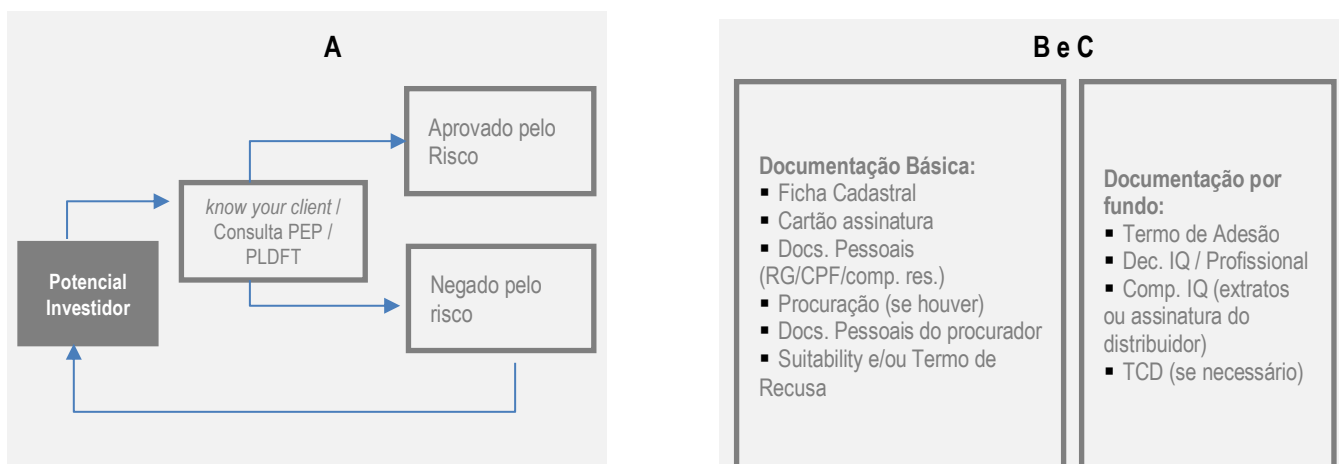 A
Aprovado pelo
Risco
know your client /
Consulta PEP /
PLDFT
Potencial
Investidor
Negado pelo
risco
B e C
Documentação Básica:
▪ Ficha Cadastral
▪ Cartão assinatura
▪ Docs. Pessoais
(RG/CPF/comp. res.)
▪ Procuração (se houver)
▪ Docs. Pessoais do procurador
▪ Suitability e/ou Termo de
Recusa
Documentação por
fundo:
▪ Termo de Adesão
▪ Dec. IQ / Profissional
▪ Comp. IQ (extratos
ou assinatura do
distribuidor)
▪ TCD (se necessário)